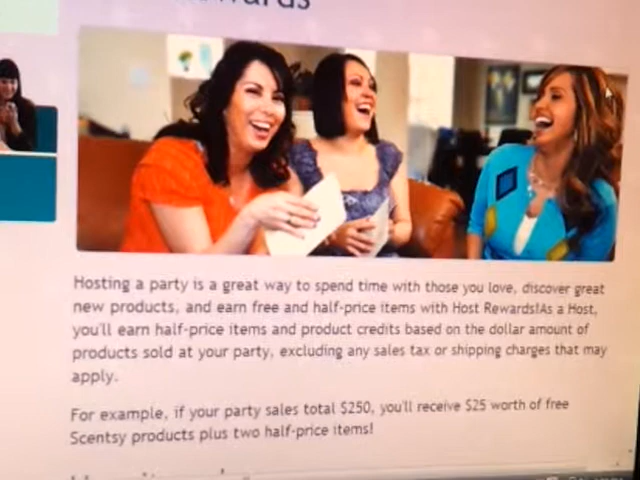 Hosting a party is a great way to spend time with those you love, discover great
new products, and earn free and half-price items with Host Rewards!As a Host,
you'll earn half-price items and product credits based on the dollar amount of
products sold at your party, excluding any sales tax or shipping charges that may
apply.
For example, if your party sales total $250, you'll receive $25 worth of free
Scentsy products plus two half-price items!